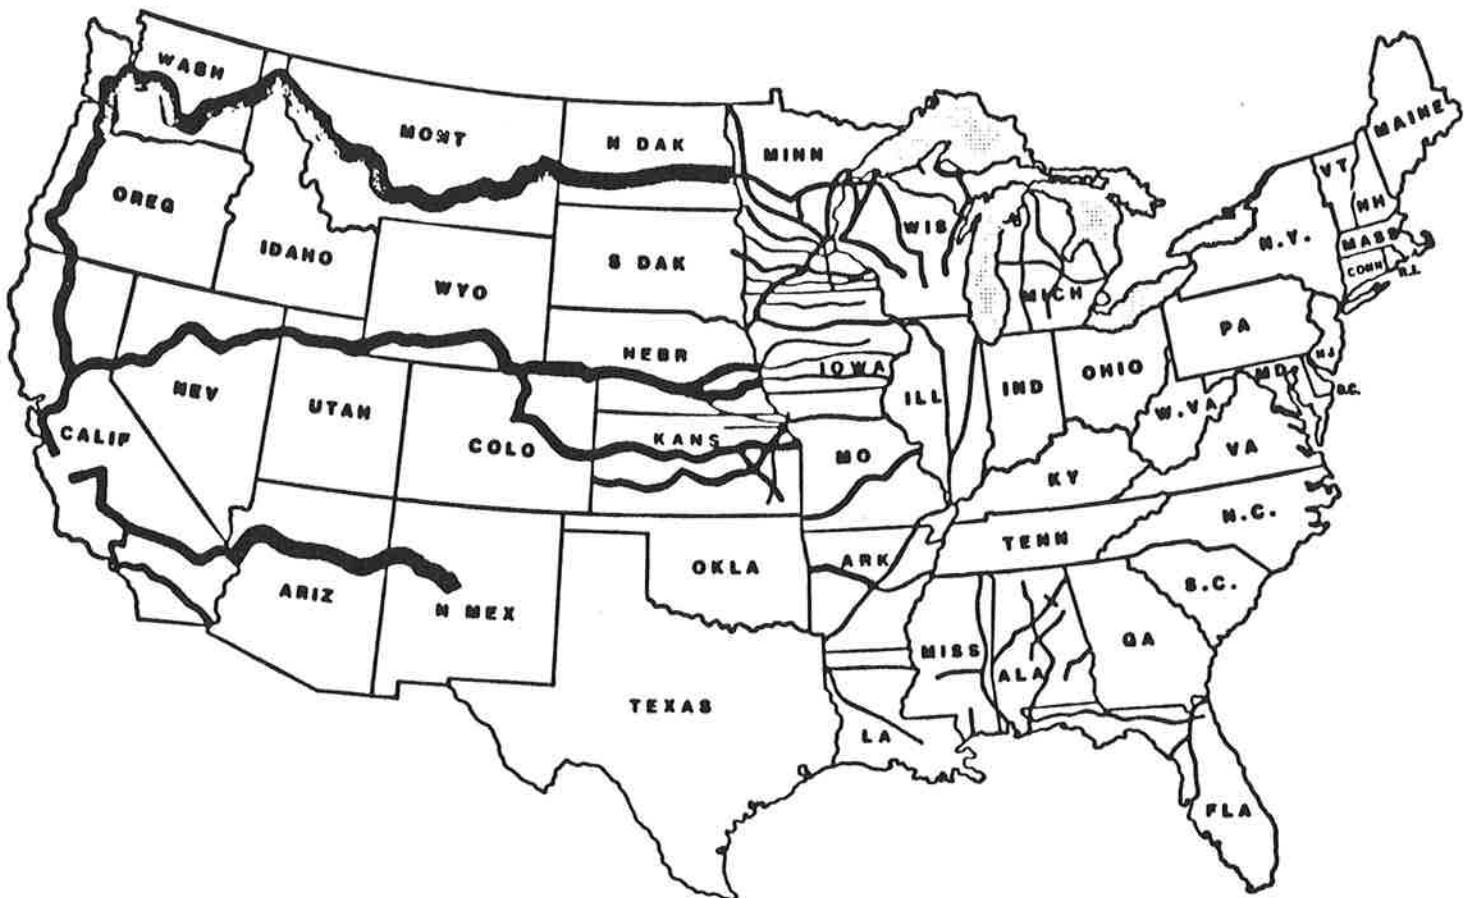 WASH
MONT
N DAK
MINN
MAINE
VT
NH
OREG
IDAHO
WYO
S DAK
WIS
MICH
N.Y.
MASS
CONN
R.I.
NEV
UTAH
COLO
NEBR
IOWA
ILL
IND
OHIO
PA
N.J.
MD.
D.C.
W.VA
VA
CALIF
KANS
MO
KY
N.C.
TENN
ARIZ
N MEX
OKLA
ARK
S.C.
MISS
ALA
GA
TEXAS
LA
FLA